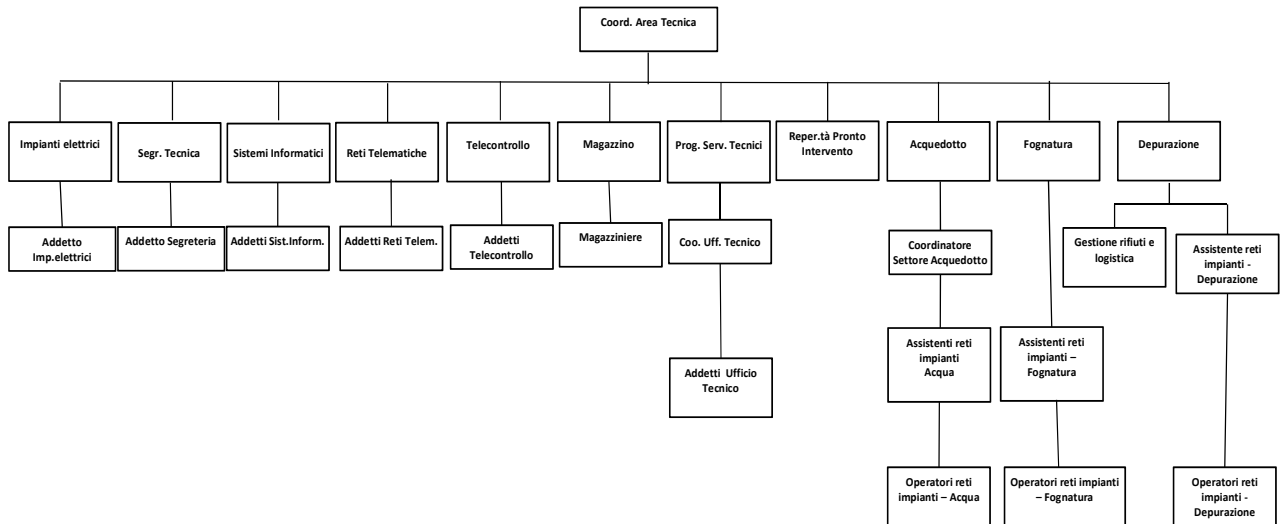 Coord. Area Tecnica
Impianti elettrici
Segr. Tecnica
Sistemi Informatici
Reti Telematiche
Telecontrollo
Magazzino
Prog. Serv. Tecnici
Reper.tà Pronto
Intervento
Acquedotto
Fognatura
Depurazione
Addetto
Imp.elettrici
Addetto Segreteria
Addetti Sist.Inform.
Addetti Reti Telem.
Addetti
Telecontrollo
Magazziniere
Coo. Uff. Tecnico
Coordinatore
Settore Acquedotto
Gestione rifiuti e
logistica
Assistente reti
impianti -
Depurazione
Addetti Ufficio
Tecnico
Assistenti reti
impianti
Acqua
Assistenti reti
impianti –
Fognatura
Operatori reti
impianti – Acqua
Operatori reti impianti
– Fognatura
Operatori reti
impianti -
Depurazione